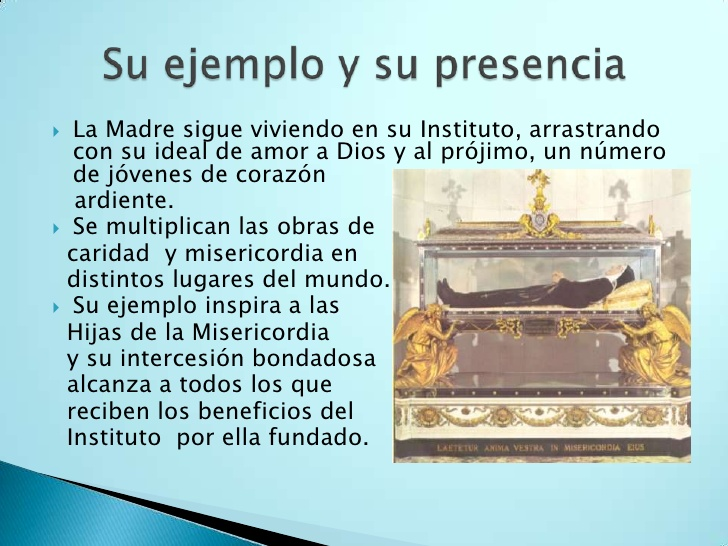 Su ejemplo y su presencia
La Madre sigue viviendo en su Instituto, arrastrando
con su ideal de amor a Dios y al prójimo, un número
de jóvenes de corazón
ardiente.
Se multiplican las obras de
caridad y misericordia en
distintos lugares del mundo.
Su ejemplo inspira a las
Hijas de la Misericordia
y su intercesión bondadosa
alcanza a todos los que
reciben los beneficios del
Instituto por ella fundado.
LAETETUR ANIMA VESTRA IN MISERICORDIA EIUS